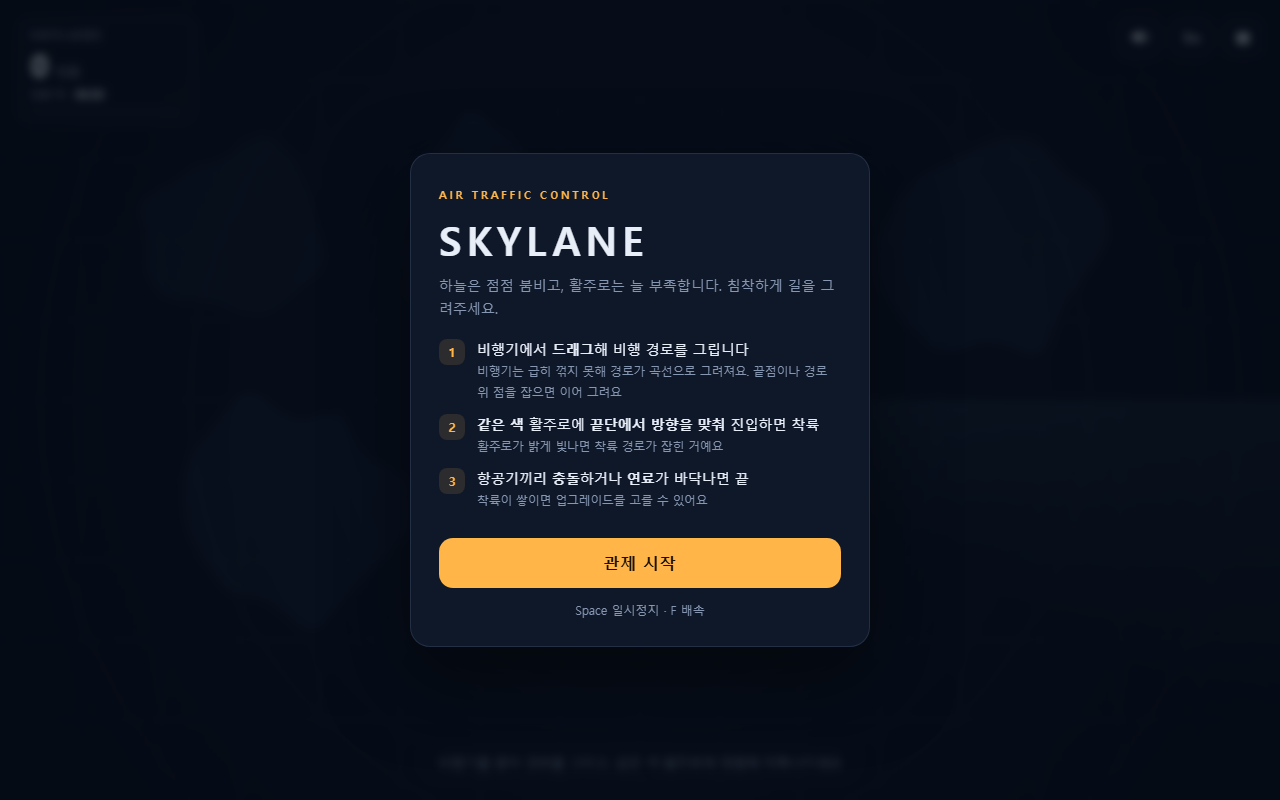 AIR TRAFFIC CONTROL
SKYLANE
하늘은 점점 붐비고, 활주로는 늘 부족합니다. 침착하게 길을 그
려주세요.
1 비행기에서 드래그해 비행 경로를 그립니다
비행기는 급히 꺾지 못해 경로가 곡선으로 그려져요. 끝점이나 경로
위 점을 잡으면 이어 그려요
2 같은 색 활주로에 끝단에서 방향을 맞춰 진입하면 착륙
활주로가 밝게 빛나면 착륙 경로가 잡힌 거예요
3 항공기끼리 충돌하거나 연료가 바닥나면 끝
착륙이 쌓이면 업그레이드를 고를 수 있어요
관제 시작
Space 일시정지 · F 배속